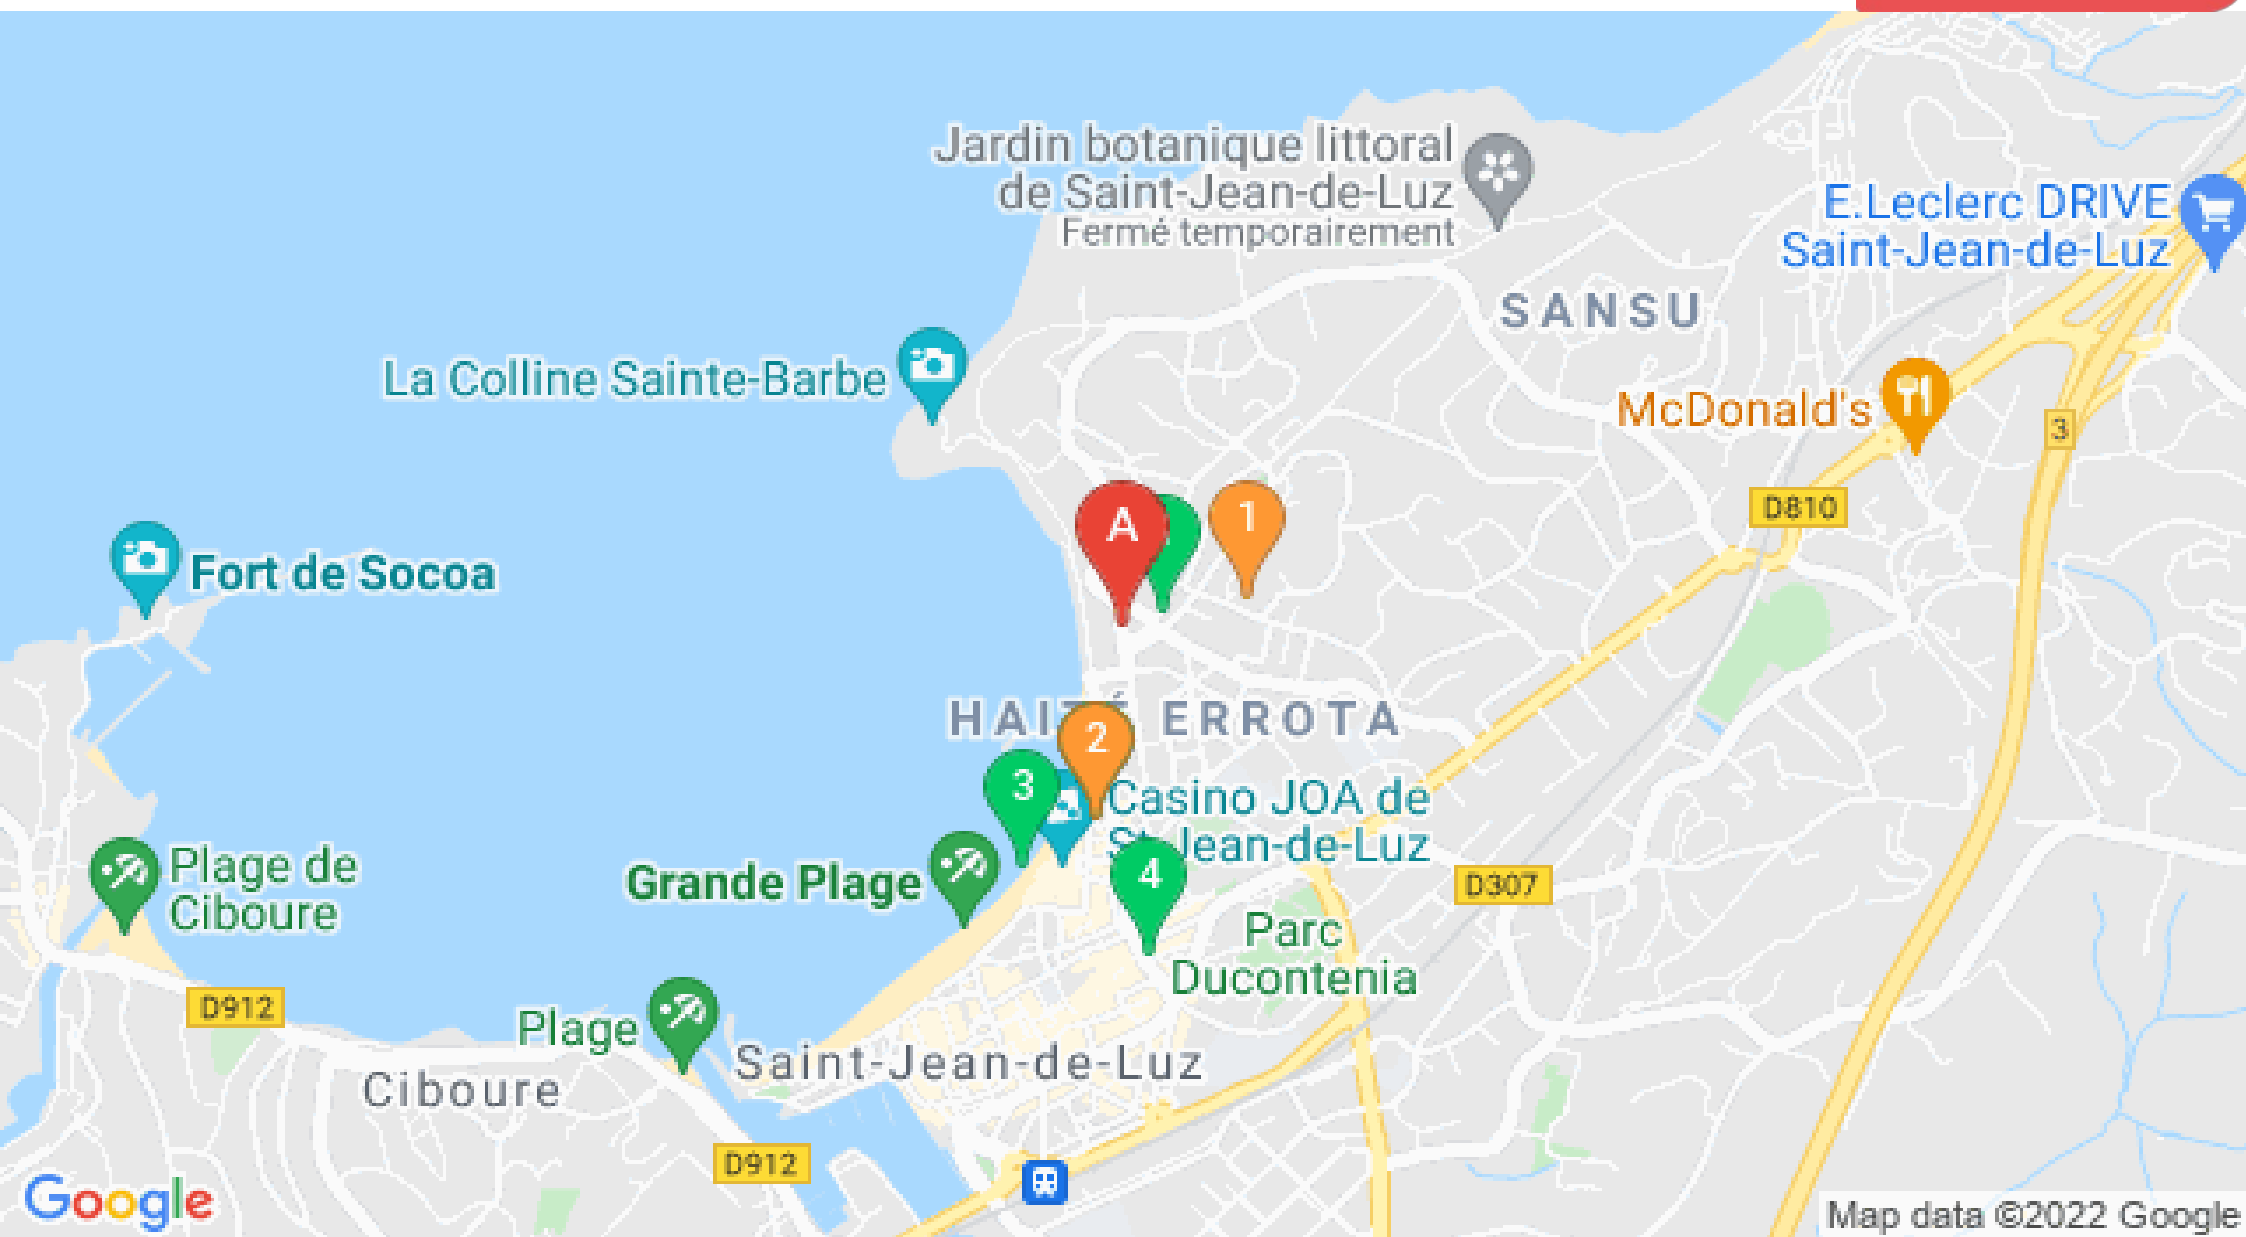 Jardin botanique littoral
de Saint-Jean-de-Luz
Fermé temporairement
E.Leclerc DRIVE
Saint-Jean-de-Luz
SANSU
La Colline Sainte-Barbe
McDonald's
3
D810
A
1
Fort de Socoa
HAI ERROTA
2
3
Casino JOA de
St-Jean-de-Luz
4
Grande Plage
Plage de
Ciboure
D307
Parc
Ducontenia
D912
Plage
Saint-Jean-de-Luz
Ciboure
D912
Google
Map data ©2022 Google